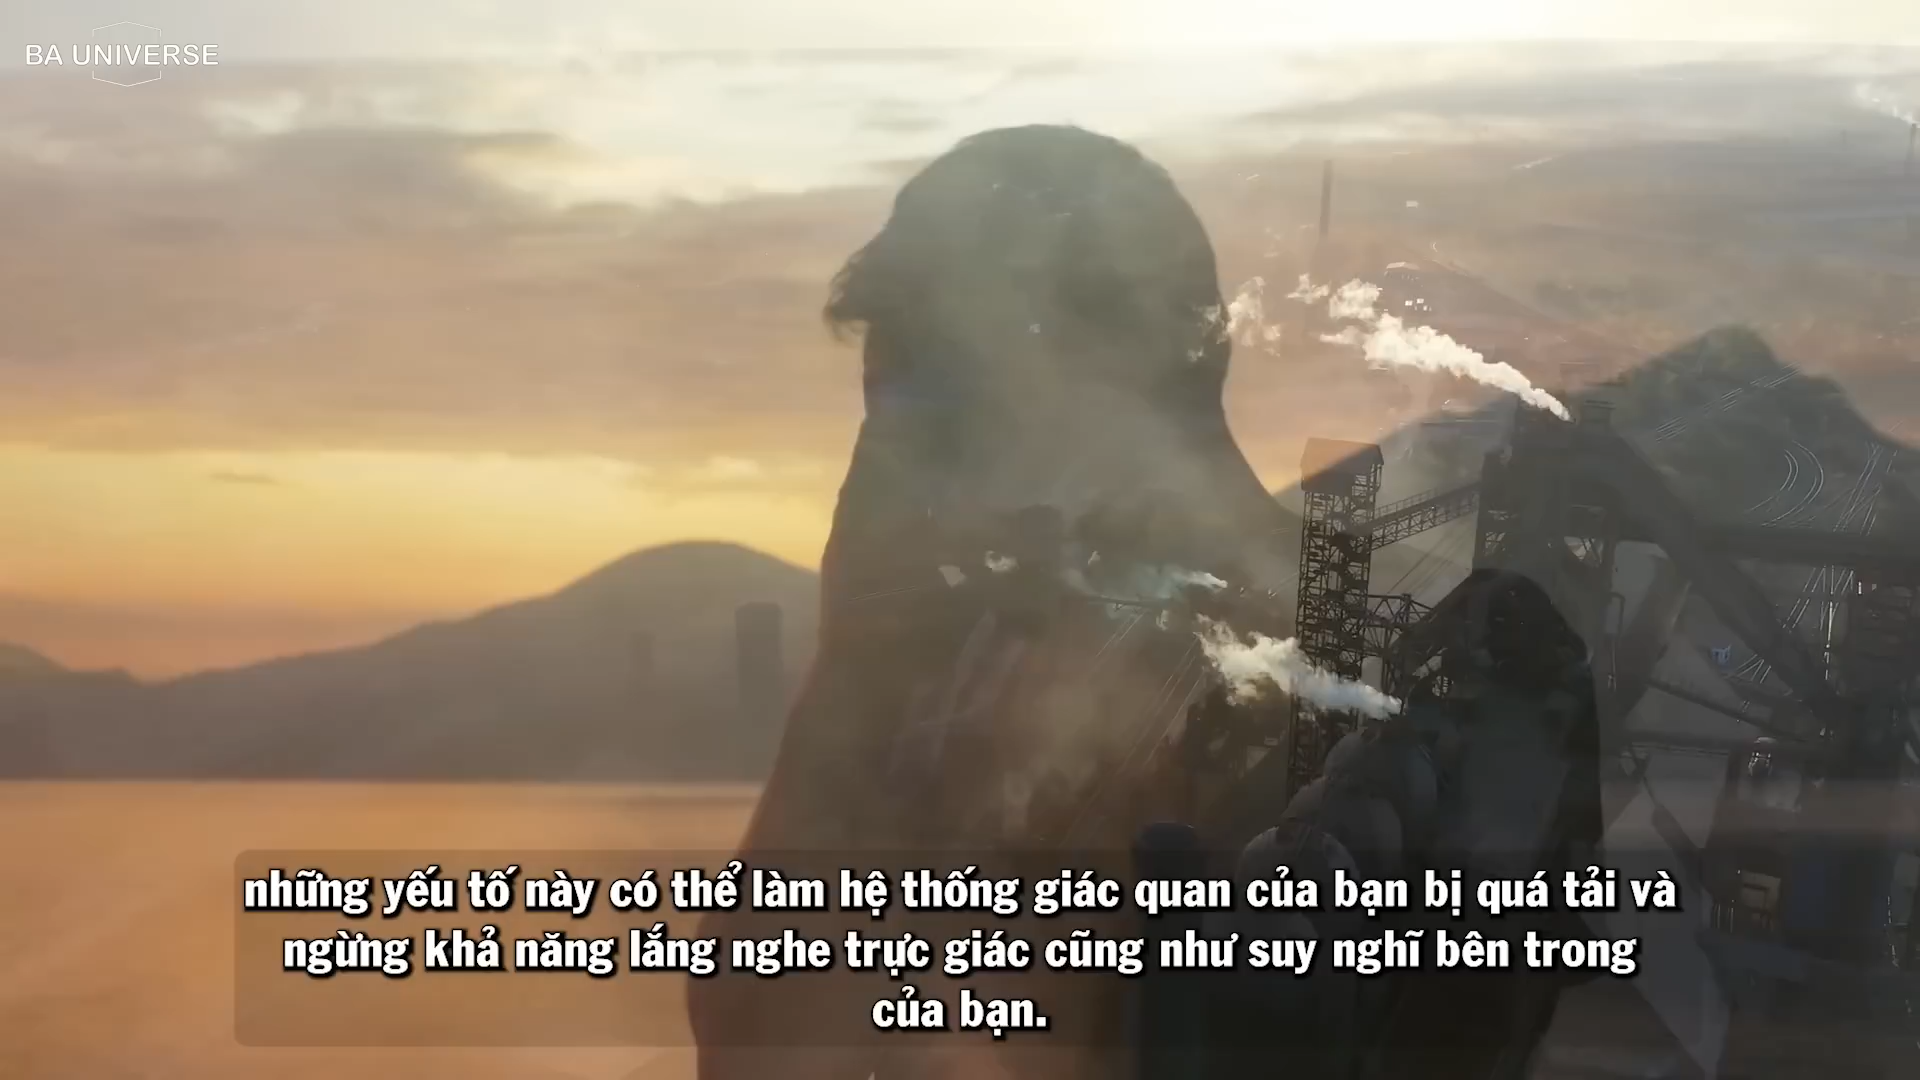 BA UNIVERSE
những yếu tố này có thể làm hệ thống giác quan của bạn bị quá tải và
ngừng khả năng lắng nghe trực giác cũng như suy nghĩ bên trong
của bạn.